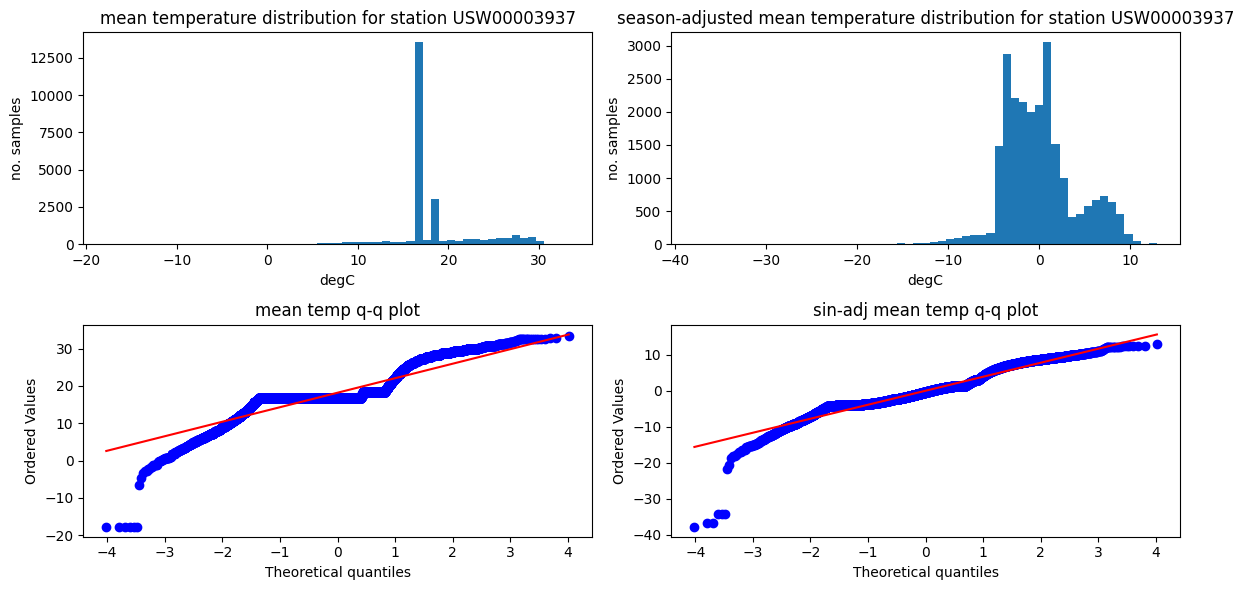 mean temperature distribution for station USW00003937
no. samples
12500
10000
7500
5000
2500
0
−20 −10 0 10 20 30
degC
season-adjusted mean temperature distribution for station USW00003937
no. samples
3000
2500
2000
1500
1000
500
0
−40 −30 −20 −10 0 10
degC
mean temp q-q plot
Ordered Values
30
20
10
0
−10
−20
−4 −3 −2 −1 0 1 2 3 4
Theoretical quantiles
sin-adj mean temp q-q plot
Ordered Values
10
0
−10
−20
−30
−40
−4 −3 −2 −1 0 1 2 3 4
Theoretical quantiles